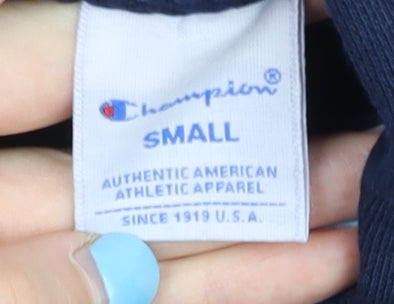 Champion®
SMALL
AUTHENTIC AMERICAN
ATHLETIC APPAREL
SINCE 1919 U.S.A.